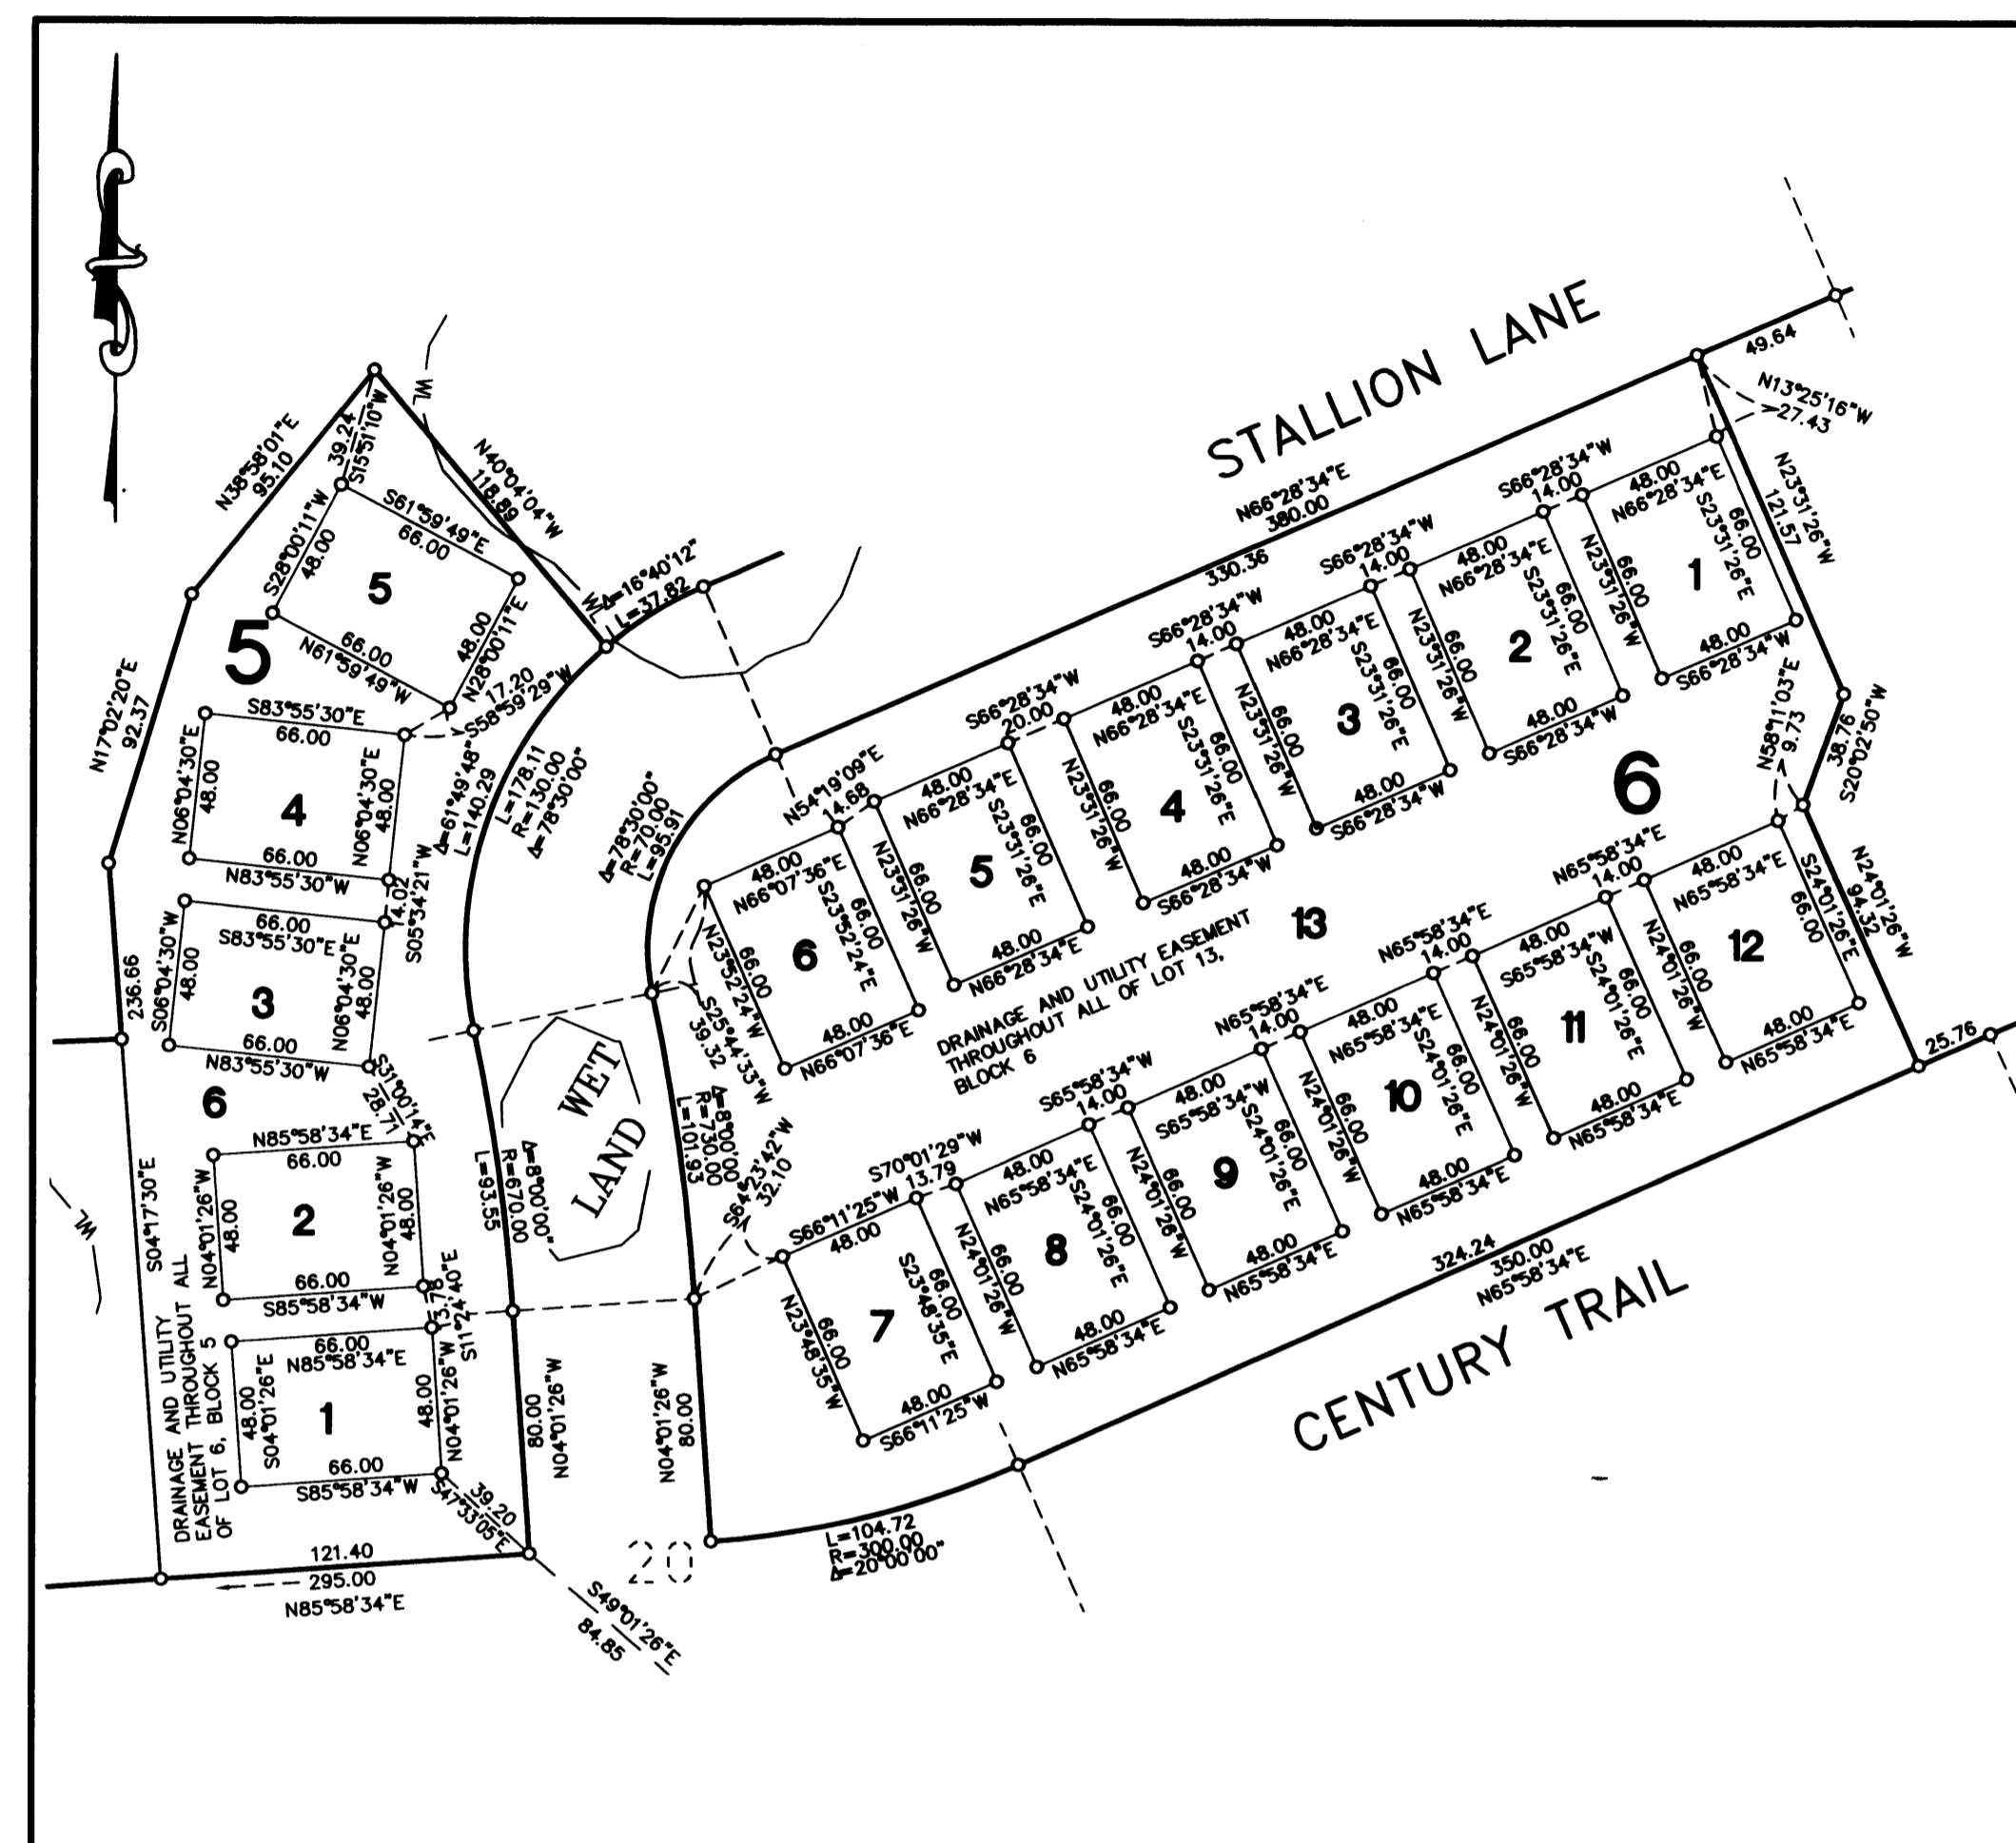 STALLION LANE
N66°28'34"E
380.00
330.36
49.64
N13°25'16"W
27.43
N23°31'26"W
121.57
38.76
S20°02'50"W
N58°11'03"E
9.73
N24°01'26"W
94.32
25.76
6
13
DRAINAGE AND UTILITY EASEMENT
THROUGHOUT ALL OF LOT 13,
BLOCK 6
48.00
N66°28'34"E
S23°31'26"E
66.00
N23°31'26"W
66.00
1
48.00
S66°28'34"W
S66°28'34"W
14.00
48.00
N66°28'34"E
S23°31'26"E
66.00
N23°31'26"W
66.00
2
48.00
S66°28'34"W
S66°28'34"W
14.00
48.00
N66°28'34"E
S23°31'26"E
66.00
N23°31'26"W
66.00
3
48.00
S66°28'34"W
S66°28'34"W
14.00
48.00
N66°28'34"E
S23°31'26"E
66.00
N23°31'26"W
66.00
4
48.00
S66°28'34"W
S66°28'34"W
20.00
48.00
N66°28'34"E
S23°31'26"E
66.00
N23°31'26"W
66.00
5
48.00
N66°28'34"E
N54°19'09"E
14.68
48.00
N66°07'36"E
S23°52'24"E
66.00
N23°52'24"W
66.00
6
48.00
N66°07'36"E
S25°44'33"W
39.32
Δ=78°30'00"
R=70.00
L=95.91
Δ=8°00'00"
R=730.00
L=101.93
S64°23'42"W
32.10
S66°11'25"W
48.00
S23°48'35"E
66.00
N23°48'35"W
66.00
7
48.00
S66°11'25"W
S70°01'29"W
13.79
48.00
N65°58'34"E
S24°01'26"E
66.00
N24°01'26"W
66.00
8
48.00
N65°58'34"E
S65°58'34"W
14.00
48.00
S65°58'34"W
S24°01'26"E
66.00
N24°01'26"W
66.00
9
48.00
N65°58'34"E
N65°58'34"E
14.00
48.00
N65°58'34"E
S24°01'26"E
66.00
N24°01'26"W
66.00
10
48.00
N65°58'34"E
N65°58'34"E
14.00
48.00
S65°58'34"W
S24°01'26"E
66.00
N24°01'26"W
66.00
11
48.00
N65°58'34"E
N65°58'34"E
14.00
48.00
N65°58'34"E
S24°01'26"E
66.00
N24°01'26"W
66.00
12
48.00
N65°58'34"E
324.24
350.00
N65°58'34"E
CENTURY TRAIL
L=104.72
R=300.00
Δ=20°00'00"
N04°01'26"W
80.00
20
WET
LAND
N38°58'01"E
95.10
39.24
S15°51'10"W
WL
N40°04'04"W
118.89
WL
Δ=16°40'12"
L=37.82
N17°02'20"E
92.37
5
S61°59'49"E
66.00
S28°00'11"W
48.00
5
48.00
N28°00'11"E
66.00
N61°59'49"W
17.20
S58°59'29"W
Δ=61°49'48"
L=140.29
L=178.11
R=130.00
Δ=78°30'00"
S83°55'30"E
66.00
N06°04'30"E
48.00
4
N06°04'30"E
48.00
66.00
N83°55'30"W
14.02
S05°34'21"W
66.00
S83°55'30"E
S06°04'30"W
48.00
3
N06°04'30"E
48.00
66.00
N83°55'30"W
236.66
S04°17'30"E
S31°00'14"E
28.71
6
N85°58'34"E
66.00
N04°01'26"W
48.00
2
N04°01'26"W
48.00
66.00
S85°58'34"W
13.78
S11°24'40"E
L=93.55
R=670.00
Δ=8°00'00"
WL
66.00
N85°58'34"E
48.00
S04°01'26"E
1
48.00
N04°01'26"W
66.00
S85°58'34"W
DRAINAGE AND UTILITY
EASEMENT THROUGHOUT ALL
OF LOT 6, BLOCK 5
39.20
S47°33'05"E
80.00
N04°01'26"W
121.40
295.00
N85°58'34"E
S49°01'26"E
84.85